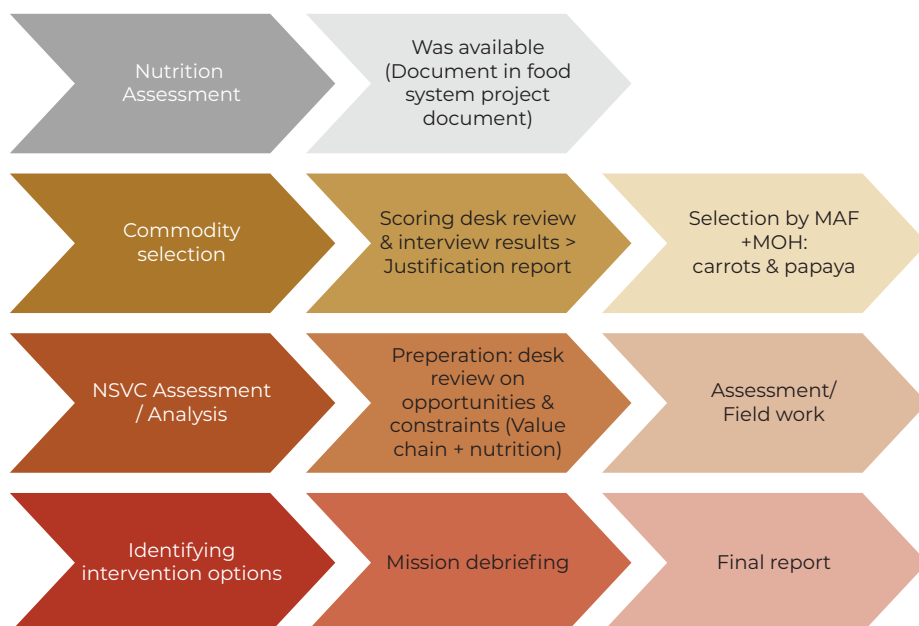 Nutrition
Assessment
Was available
(Document in food
system project
document)
Commodity
selection
Scoring desk review
& interview results >
Justification report
Selection by MAF
+MOH:
carrots & papaya
NSVC Assessment
/ Analysis
Preperation: desk
review on
opportunities &
constraints (Value
chain + nutrition)
Assessment/
Field work
Identifying
intervention options
Mission debriefing
Final report